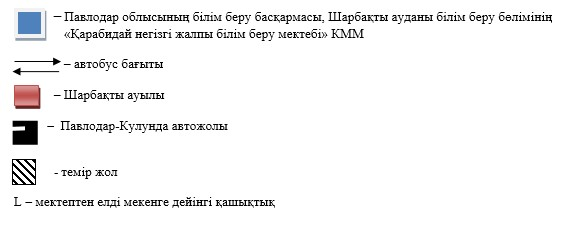 – Павлодар облысының білім беру басқармасы, Шарбақты ауданы білім беру бөлімінің
«Қарабидай негізгі жалпы білім беру мектебі» КММ
– автобус бағыты
– Шарбақты ауылы
– Павлодар-Кулунда автожолы
- темір жол
L – мектептен елді мекенге дейінгі қашықтық